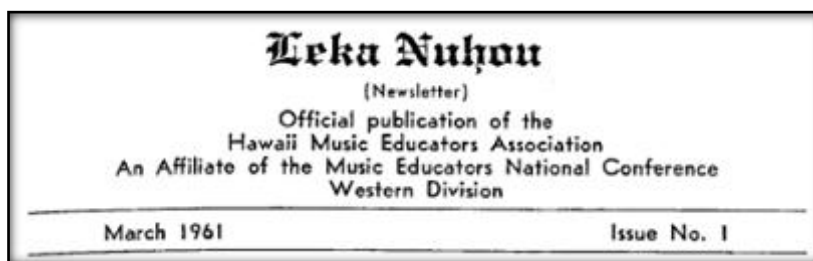 Leka Nuhou
(Newsletter)
Official publication of the
Hawaii Music Educators Association
An Affiliate of the Music Educators National Conference
Western Division
March 1961 Issue No. 1